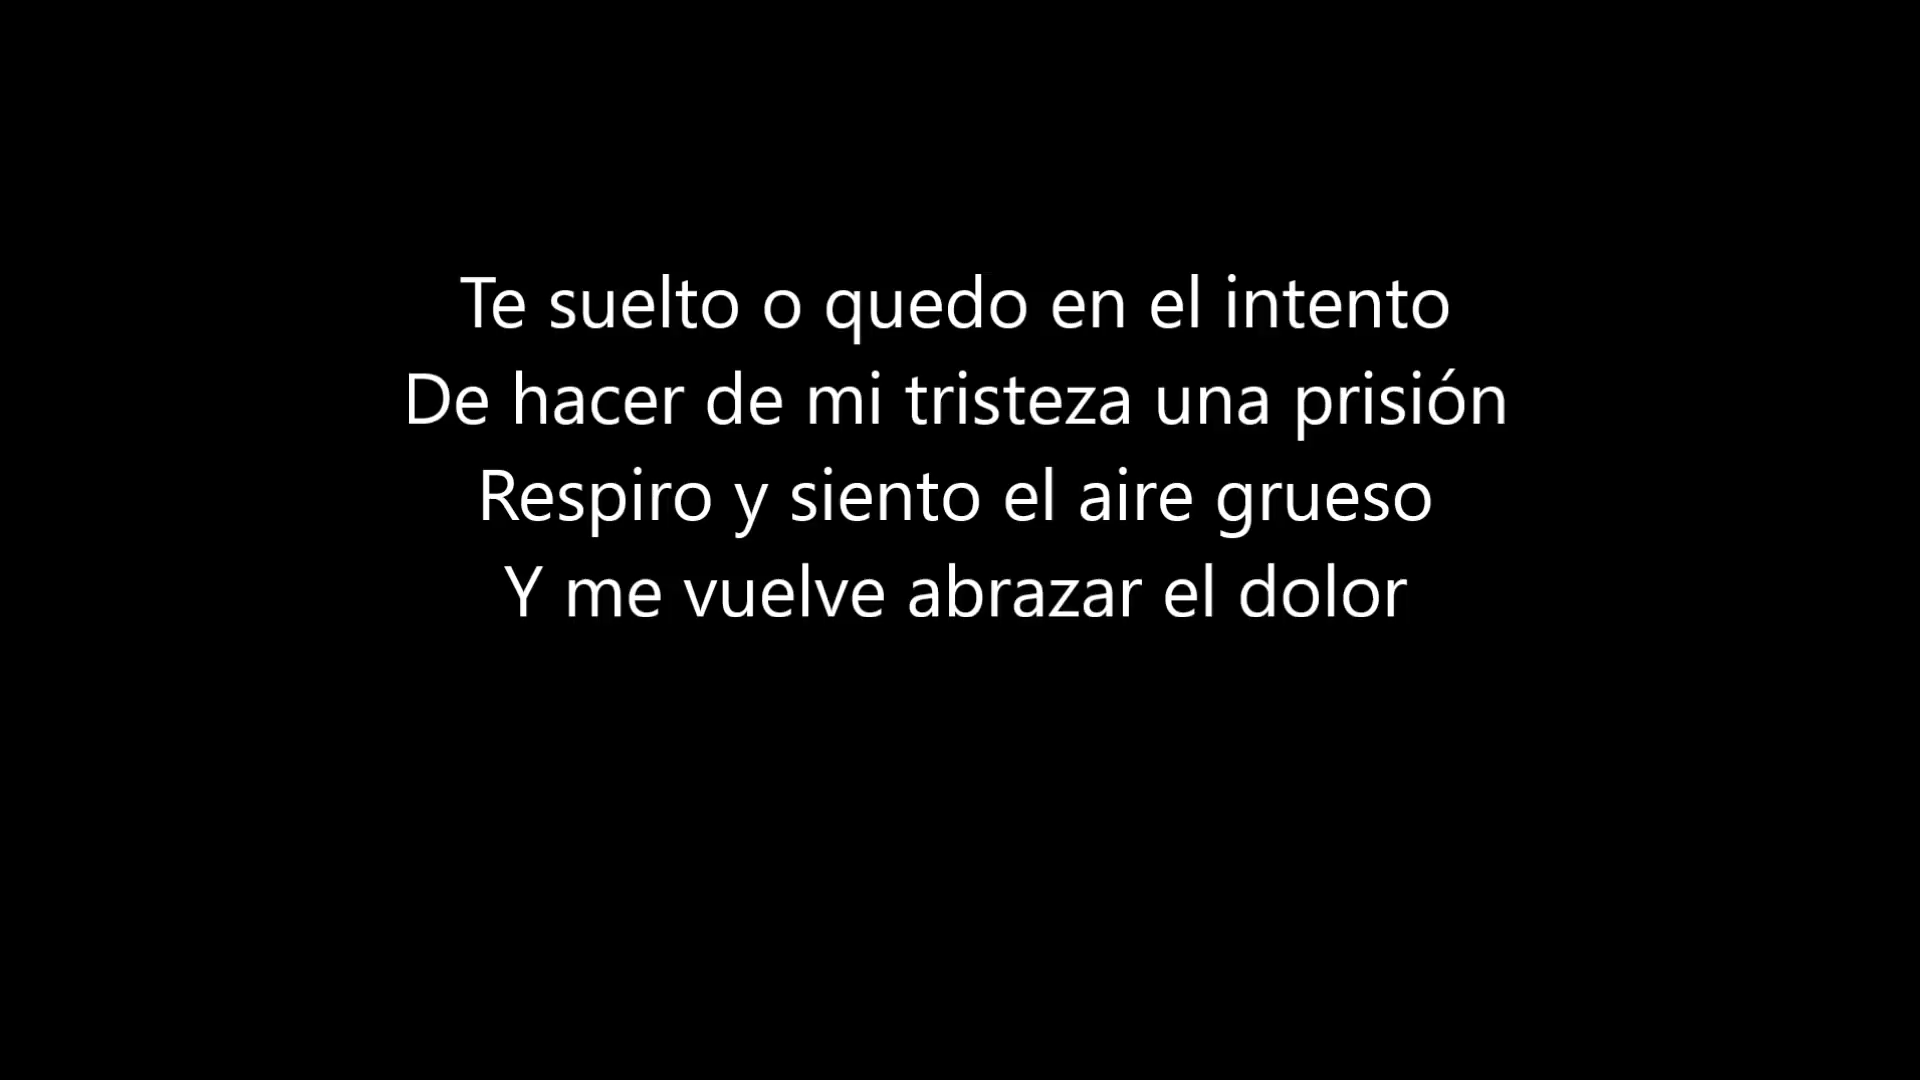 Te suelto o quedo en el intento
De hacer de mi tristeza una prisión
Respiro y siento el aire grueso
Y me vuelve abrazar el dolor